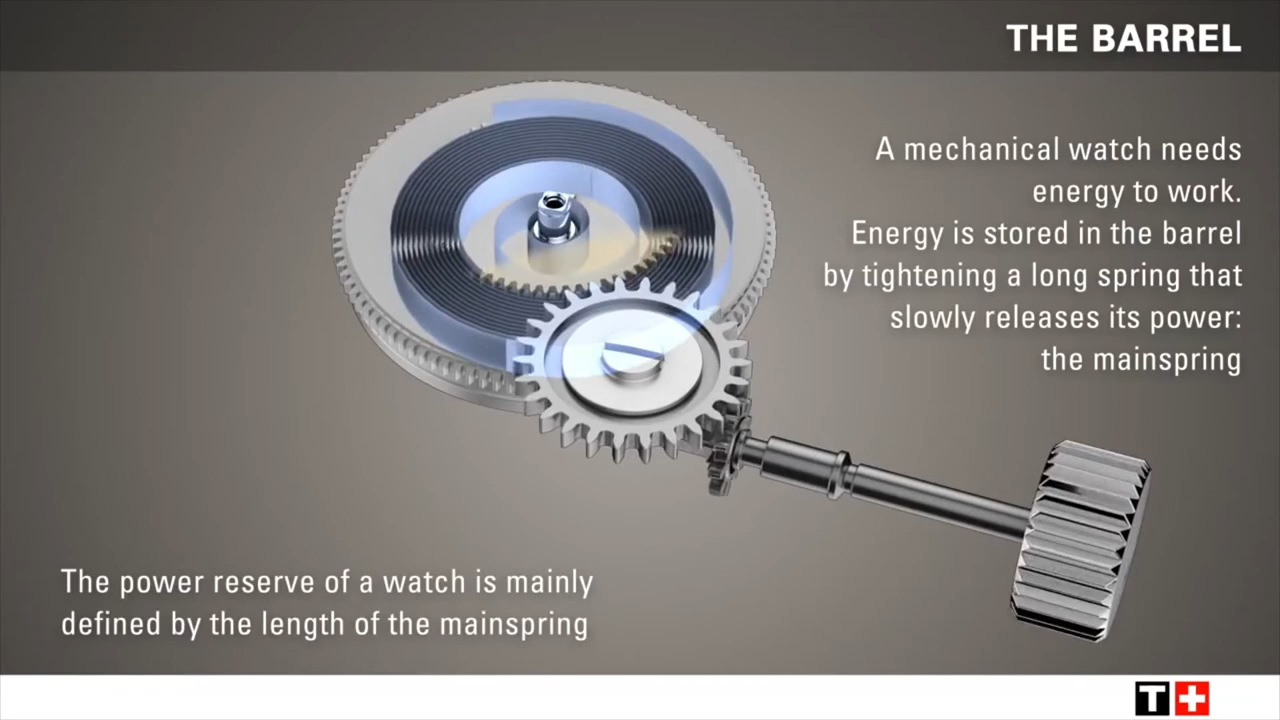 THE BARREL
A mechanical watch needs
energy to work.
Energy is stored in the barrel
by tightening a long spring that
slowly releases its power:
the mainspring
The power reserve of a watch is mainly
defined by the length of the mainspring
T+